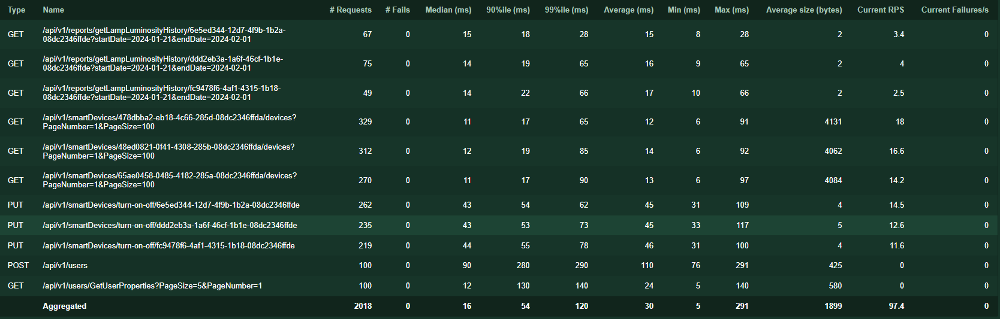 Type Name # Requests # Fails Median (ms) 90%ile (ms) 99%ile (ms) Average (ms) Min (ms) Max (ms) Average size (bytes) Current RPS Current Failures/s
GET /api/v1/reports/getLampLuminosityHistory/6e5ed344-12d7-4f9b-1b2a-
08dc2346ffde?startDate=2024-01-21&endDate=2024-02-01 67 0 15 18 28 15 8 28 2 3.4 0
GET /api/v1/reports/getLampLuminosityHistory/ddd2eb3a-1a6f-46cf-1b1e-
08dc2346ffde?startDate=2024-01-21&endDate=2024-02-01 75 0 14 19 65 16 9 65 2 4 0
GET /api/v1/reports/getLampLuminosityHistory/fc9478f6-4af1-4315-1b18-
08dc2346ffde?startDate=2024-01-21&endDate=2024-02-01 49 0 14 22 66 17 10 66 2 2.5 0
GET /api/v1/smartDevices/478dbba2-eb18-4c66-285d-08dc2346ffda/devices?
PageNumber=1&PageSize=100 329 0 11 17 65 12 6 91 4131 18 0
GET /api/v1/smartDevices/48ed0821-0f41-4308-285b-08dc2346ffda/devices?
PageNumber=1&PageSize=100 312 0 12 19 85 14 6 92 4062 16.6 0
GET /api/v1/smartDevices/65ae0458-0485-4182-285a-08dc2346ffda/devices?
PageNumber=1&PageSize=100 270 0 11 17 90 13 6 97 4084 14.2 0
PUT /api/v1/smartDevices/turn-on-off/6e5ed344-12d7-4f9b-1b2a-08dc2346ffde 262 0 43 54 62 45 31 109 4 14.5 0
PUT /api/v1/smartDevices/turn-on-off/ddd2eb3a-1a6f-46cf-1b1e-08dc2346ffde 235 0 43 53 73 45 33 117 5 12.6 0
PUT /api/v1/smartDevices/turn-on-off/fc9478f6-4af1-4315-1b18-08dc2346ffde 219 0 44 55 78 46 31 100 4 11.6 0
POST /api/v1/users 100 0 90 280 290 110 76 291 425 0 0
GET /api/v1/users/GetUserProperties?PageSize=5&PageNumber=1 100 0 12 130 140 24 5 140 580 0 0
Aggregated 2018 0 16 54 120 30 5 291 1899 97.4 0